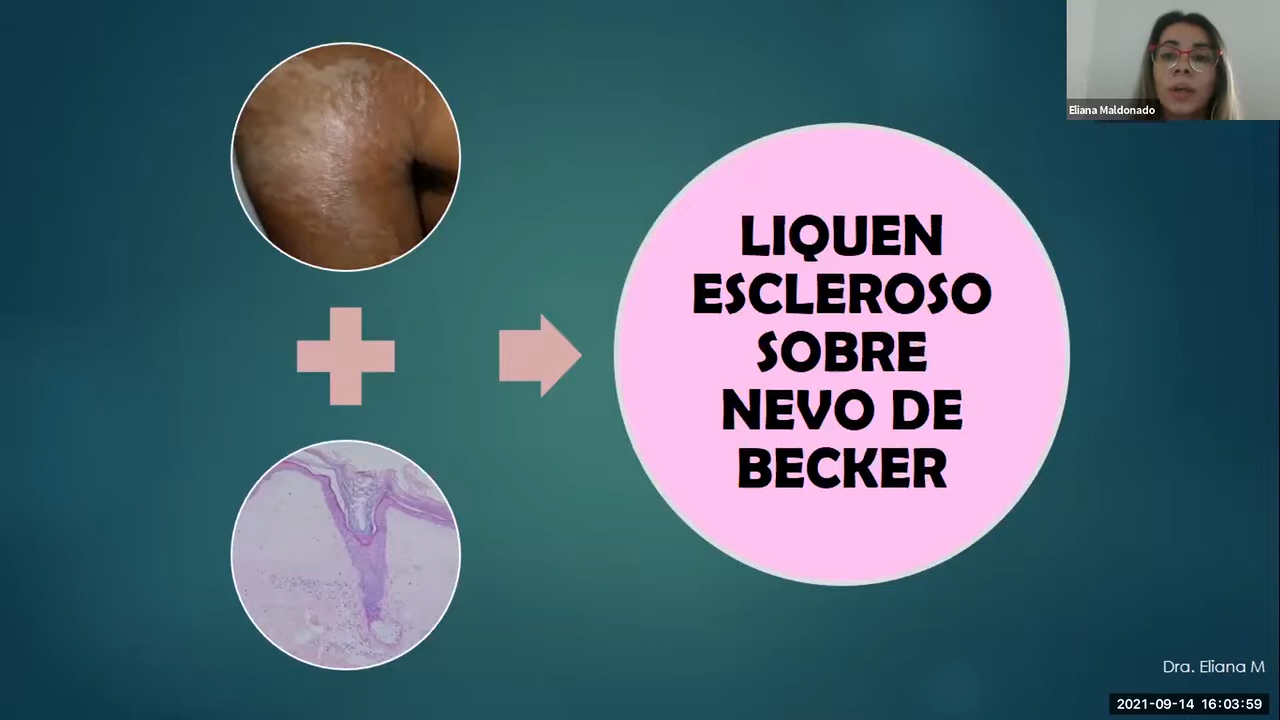 Eliana Maldonado
LIQUEN
ESCLEROSO
SOBRE
NEVO DE
BECKER
Dra. Eliana M
2021-09-14 16:03:59